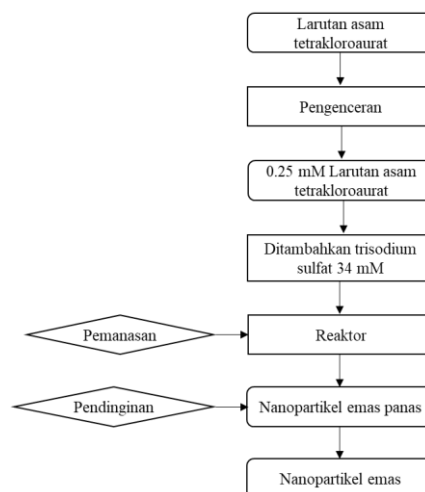 Larutan asam
tetrakloroaurat
Pengenceran
0.25 mM Larutan asam
tetrakloroaurat
Ditambahkan trisodium
sulfat 34 mM
Pemanasan
Reaktor
Pendinginan
Nanopartikel emas panas
Nanopartikel emas